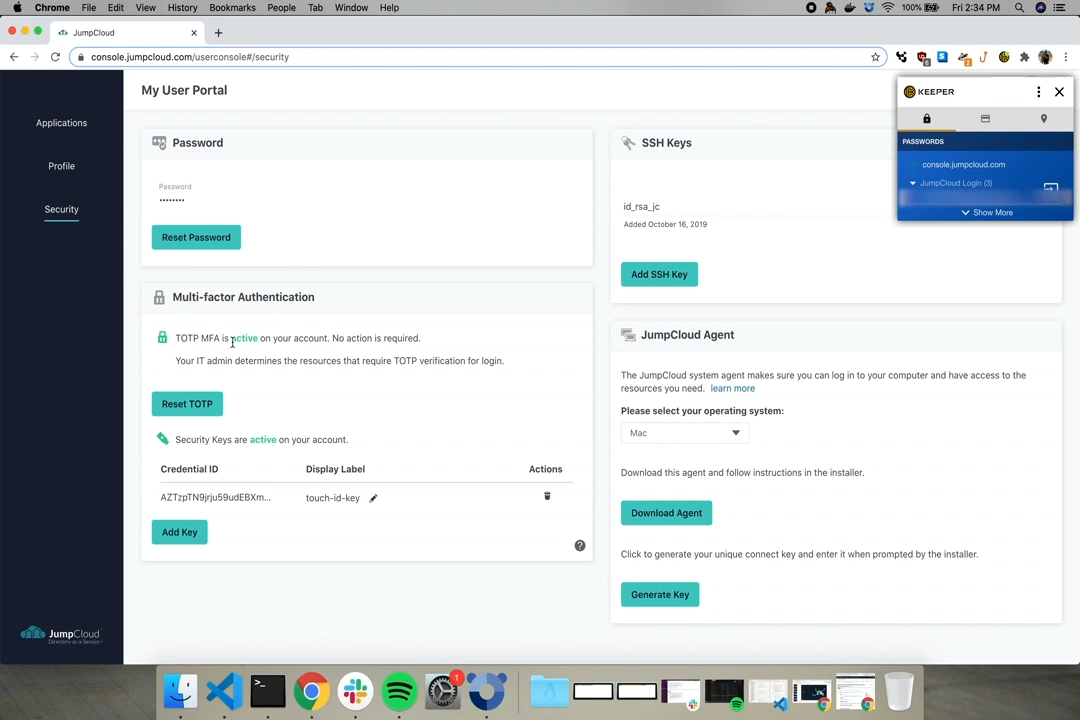 Chrome File Edit View History Bookmarks People Tab Window Help
100% Fri 2:34 PM
JumpCloud
console.jumpcloud.com/userconsole#/security
6
2
Applications
Profile
Security
JumpCloud
Directory-as-a-Service
My User Portal
Password
Password
••••••••
Reset Password
Multi-factor Authentication
TOTP MFA is active on your account. No action is required.
Your IT admin determines the resources that require TOTP verification for login.
Reset TOTP
Security Keys are active on your account.
Credential ID Display Label Actions
AZTzpTN9jrju59udEBXm... touch-id-key
Add Key
?
SSH Keys
id_rsa_jc
Added October 16, 2019
Add SSH Key
JumpCloud Agent
The JumpCloud system agent makes sure you can log in to your computer and have access to the
resources you need. learn more
Please select your operating system:
Mac
Download this agent and follow instructions in the installer.
Download Agent
Click to generate your unique connect key and enter it when prompted by the installer.
Generate Key
KEEPER
PASSWORDS
console.jumpcloud.com
JumpCloud Login (3)
Show More
>_
1